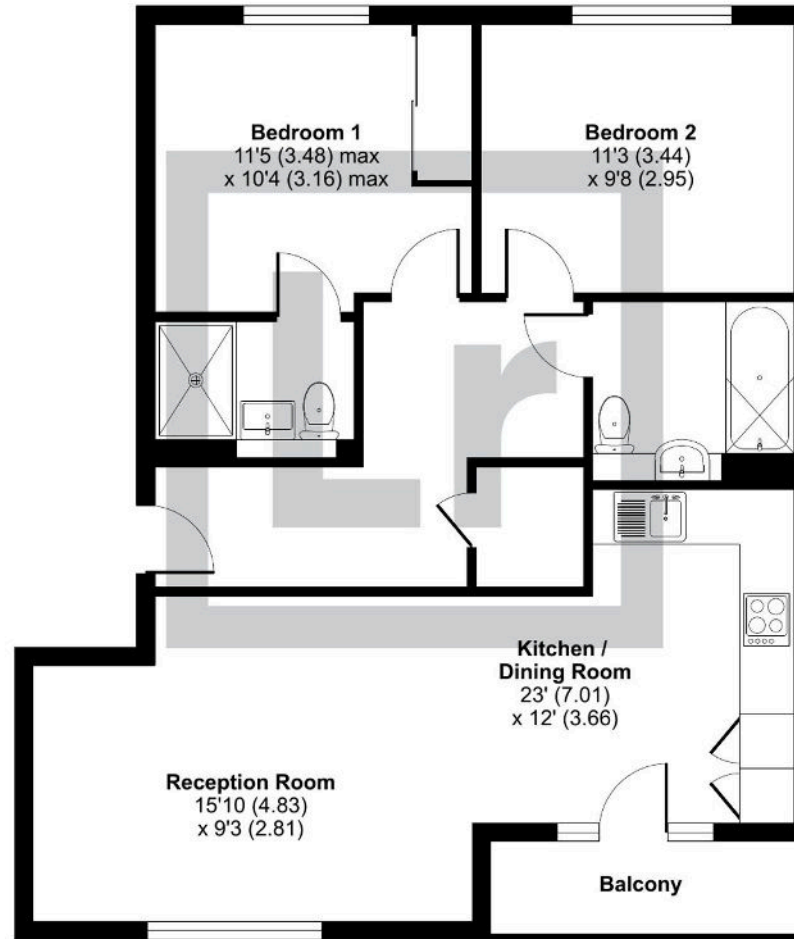 Bedroom 1
11'5 (3.48) max
x 10'4 (3.16) max
Bedroom 2
11'3 (3.44)
x 9'8 (2.95)
Kitchen /
Dining Room
23' (7.01)
x 12' (3.66)
Reception Room
15'10 (4.83)
x 9'3 (2.81)
Balcony